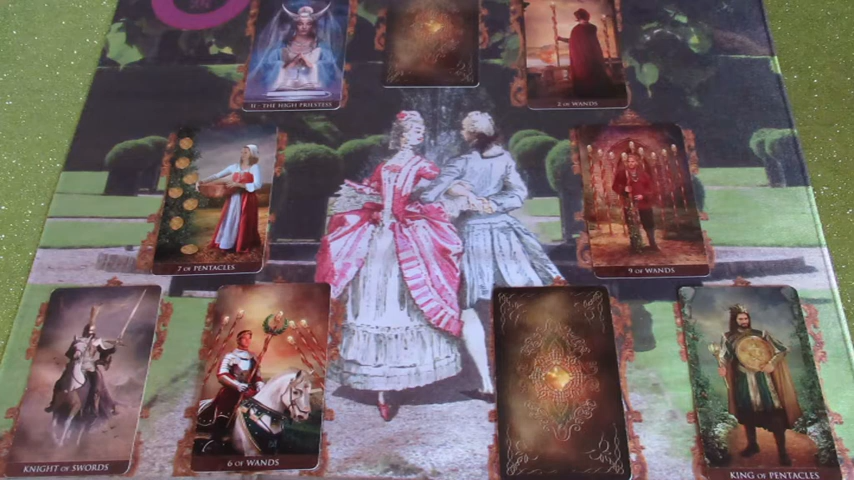 II - THE HIGH PRIESTESS
2 OF WANDS
7 OF PENTACLES
9 OF WANDS
KNIGHT OF SWORDS
6 OF WANDS
KING OF PENTACLES